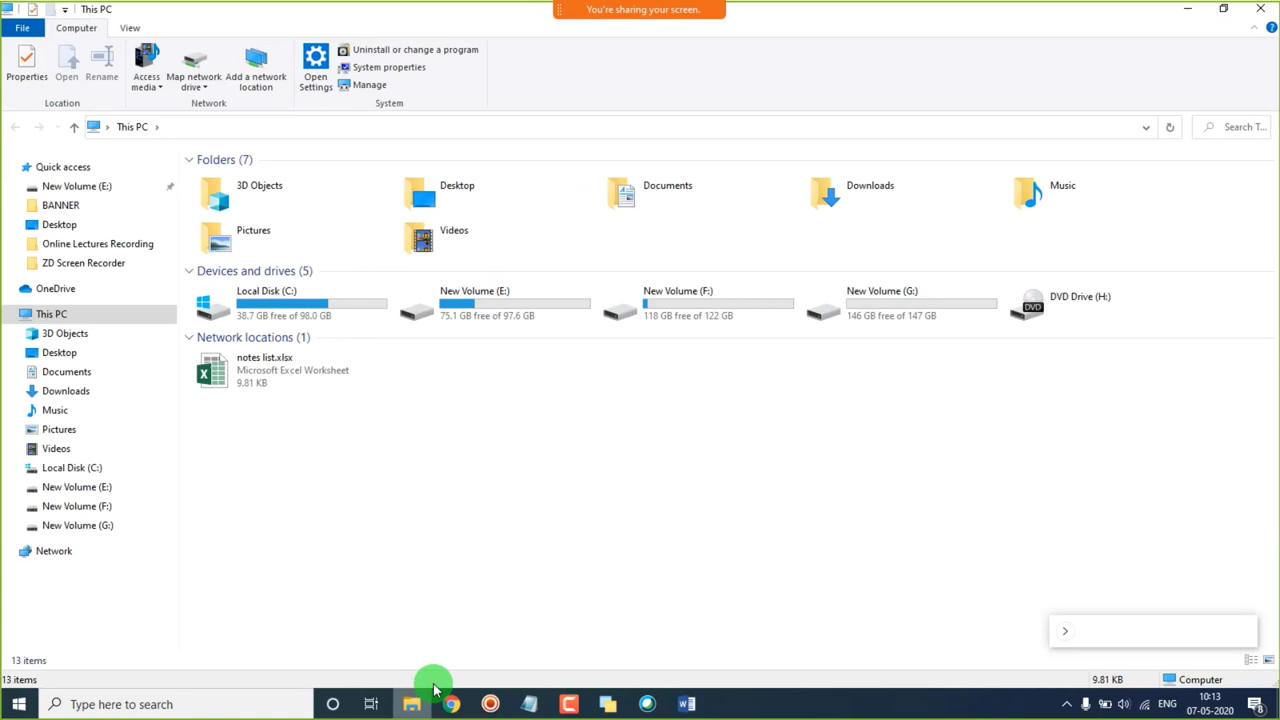 This PC
You're sharing your screen.
File
Computer
View
Properties
Open
Rename
Access media
Map network drive
Add a network location
Open Settings
Uninstall or change a program
System properties
Manage
Location
Network
System
This PC
Search T...
Quick access
New Volume (E:)
BANNER
Desktop
Online Lectures Recording
ZD Screen Recorder
OneDrive
This PC
3D Objects
Desktop
Documents
Downloads
Music
Pictures
Videos
Local Disk (C:)
New Volume (E:)
New Volume (F:)
New Volume (G:)
Network
Folders (7)
3D Objects
Desktop
Documents
Downloads
Music
Pictures
Videos
Devices and drives (5)
Local Disk (C:)
38.7 GB free of 98.0 GB
New Volume (E:)
75.1 GB free of 97.6 GB
New Volume (F:)
118 GB free of 122 GB
New Volume (G:)
146 GB free of 147 GB
DVD Drive (H:)
DVD
Network locations (1)
notes list.xlsx
Microsoft Excel Worksheet
9.81 KB
13 items
13 items
9.81 KB
Computer
Type here to search
ENG
10:13
07-05-2020